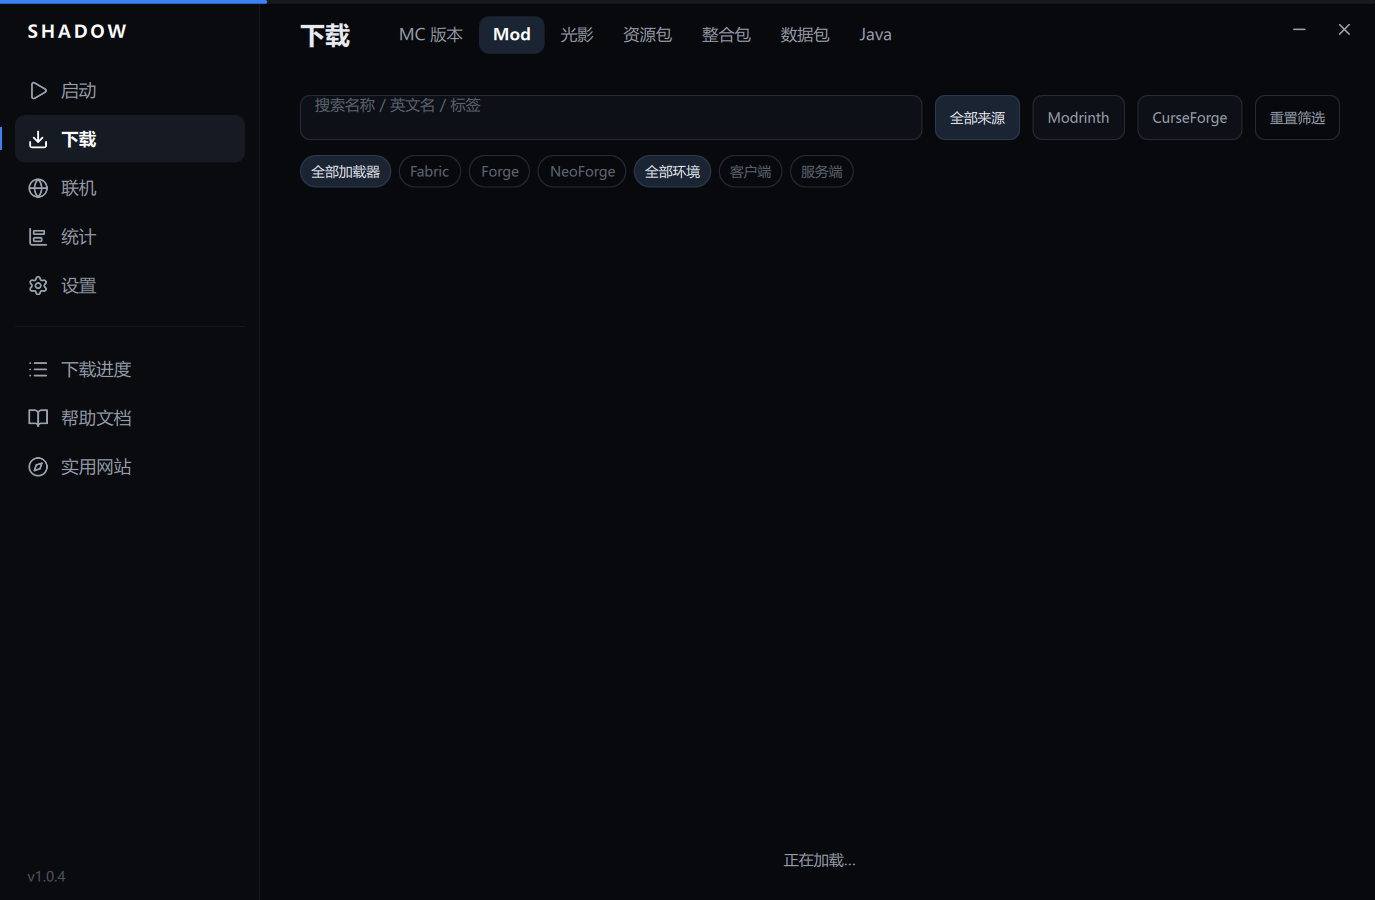 SHADOW
启动
下载
联机
统计
设置
下载进度
帮助文档
实用网站
v1.0.4
下载 MC 版本 Mod 光影 资源包 整合包 数据包 Java
搜索名称 / 英文名 / 标签 全部来源 Modrinth CurseForge 重置筛选
全部加载器 Fabric Forge NeoForge 全部环境 客户端 服务端
正在加载...